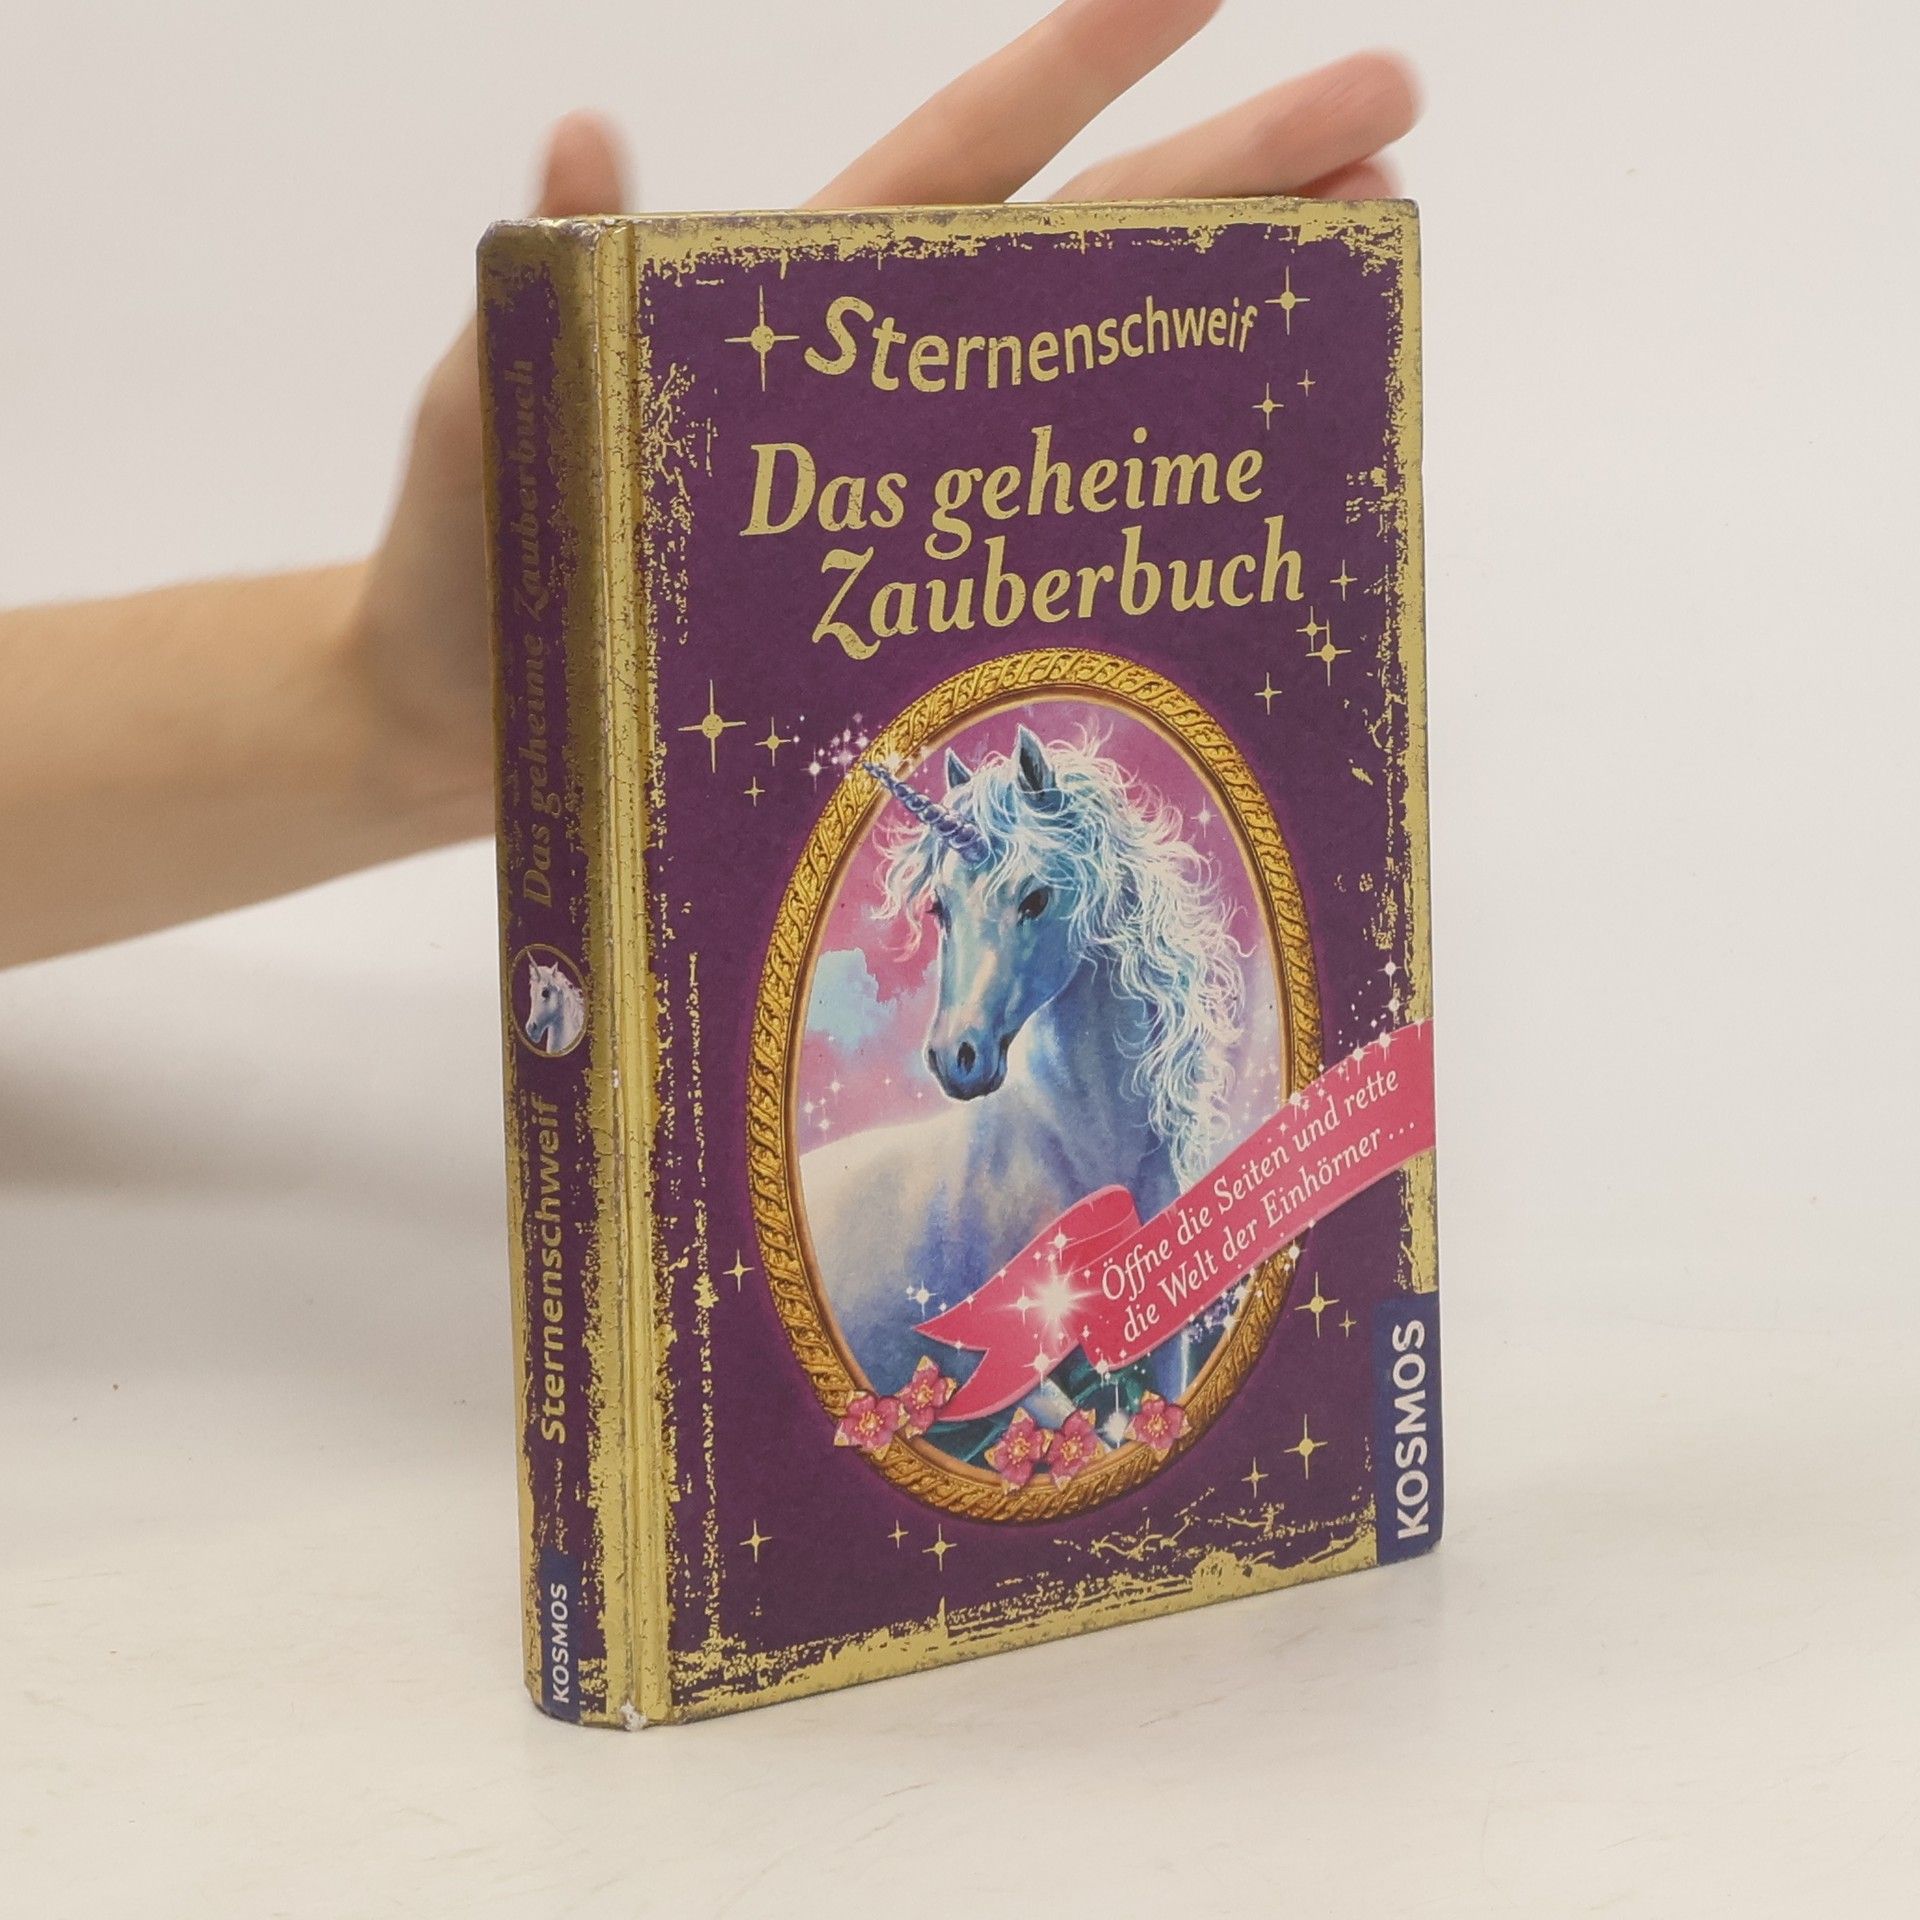 Sternenschweif
Das geheime
Zauberbuch
Öffne die Seiten und rette
die Welt der Einhörner ...
KOSMOS
Das geheime Zauberbuch
Sternenschweif
KOSMOS